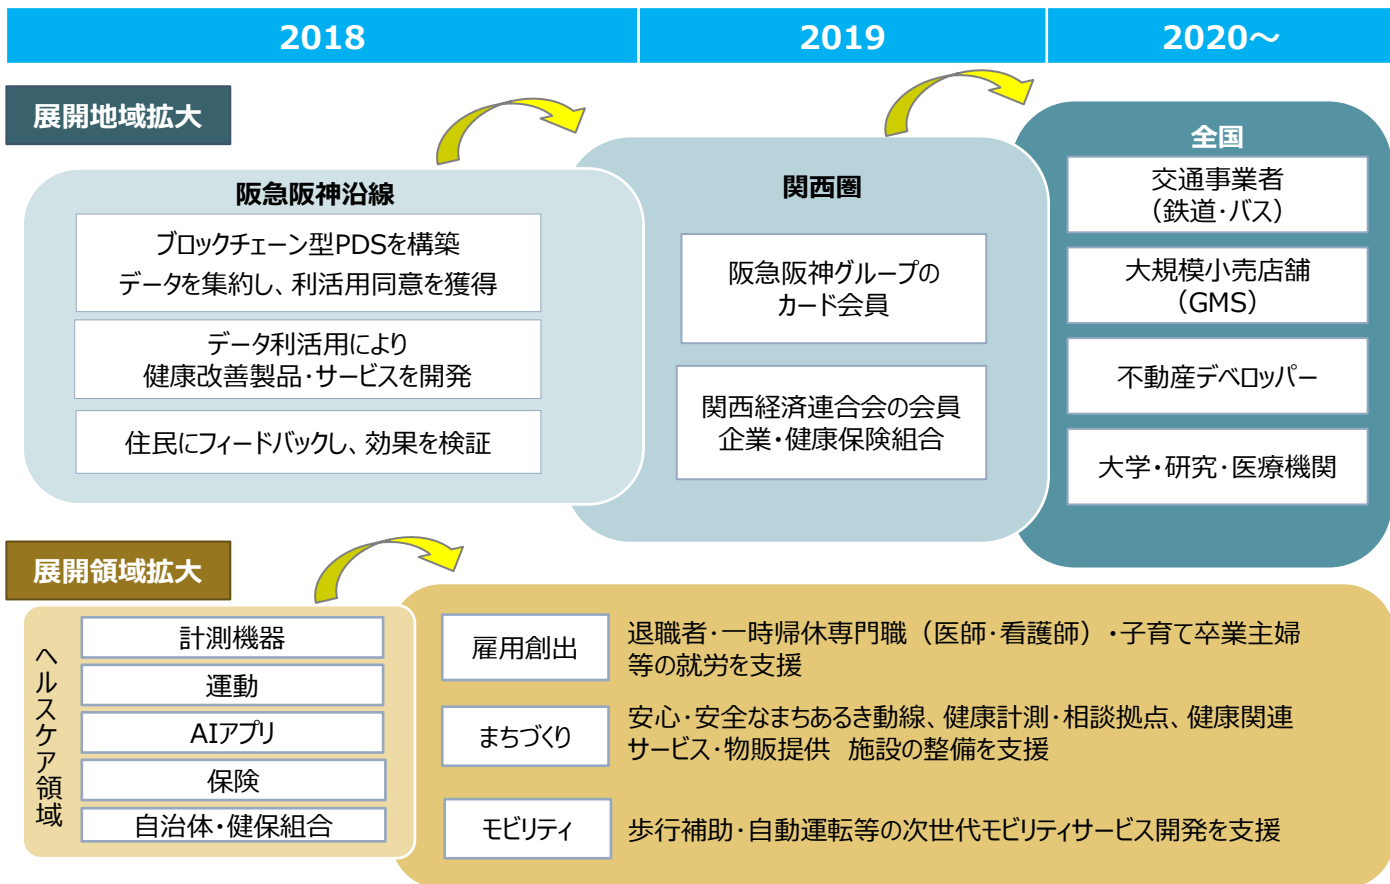 2018
2019
2020～
展開地域拡大
阪急阪神沿線
ブロックチェーン型PDSを構築
データを集約し、利活用同意を獲得
データ利活用により
健康改善製品・サービスを開発
住民にフィードバックし、効果を検証
関西圏
阪急阪神グループの
カード会員
関西経済連合会の会員
企業・健康保険組合
全国
交通事業者
（鉄道・バス）
大規模小売店舗
（GMS）
不動産デベロッパー
大学・研究・医療機関
展開領域拡大
ヘルスケア領域
計測機器
運動
AIアプリ
保険
自治体・健保組合
雇用創出
退職者・一時帰休専門職（医師・看護師）・子育て卒業主婦
等の就労を支援
まちづくり
安心・安全なまちあるき動線、健康計測・相談拠点、健康関連
サービス・物販提供　施設の整備を支援
モビリティ
歩行補助・自動運転等の次世代モビリティサービス開発を支援